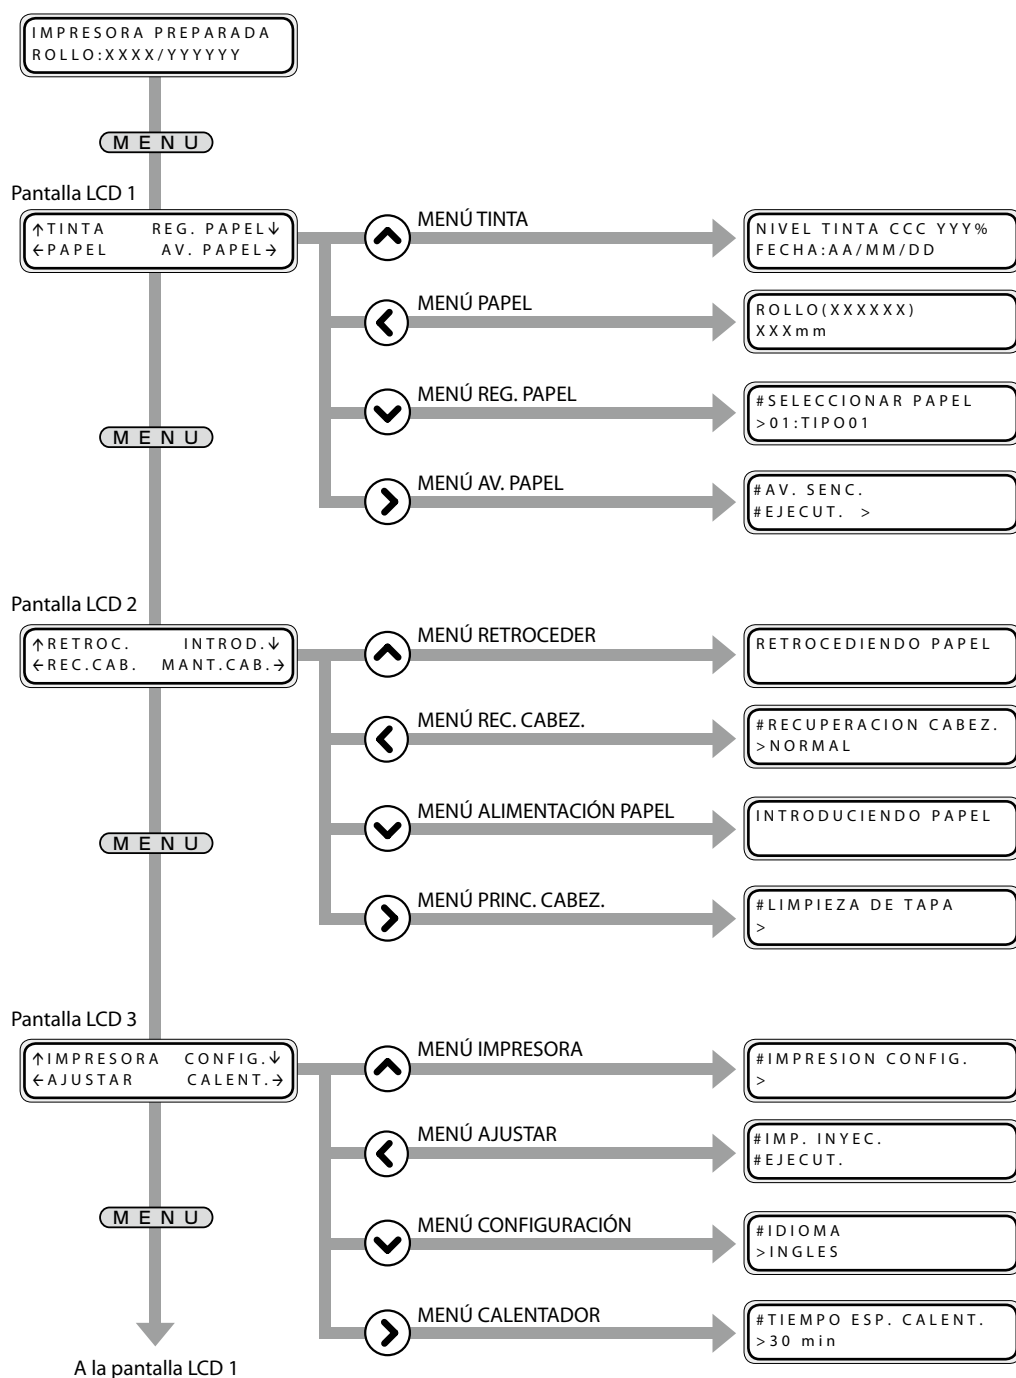 IMPRESORA PREPARADA
ROLLO:XXXX/YYYYYY
MENU
Pantalla LCD 1
↑TINTA REG. PAPEL↓
←PAPEL AV. PAPEL→
MENÚ TINTA
NIVEL TINTA CCC YYY%
FECHA:AA/MM/DD
MENÚ PAPEL
ROLLO(XXXXXX)
XXXmm
MENÚ REG. PAPEL
#SELECCIONAR PAPEL
>01:TIPO01
MENU
MENÚ AV. PAPEL
#AV. SENC.
#EJECUT. >
Pantalla LCD 2
↑RETROC. INTROD.↓
←REC.CAB. MANT.CAB.→
MENÚ RETROCEDER
RETROCEDIENDO PAPEL
MENÚ REC. CABEZ.
#RECUPERACION CABEZ.
>NORMAL
MENÚ ALIMENTACIÓN PAPEL
INTRODUCIENDO PAPEL
MENU
MENÚ PRINC. CABEZ.
#LIMPIEZA DE TAPA
>
Pantalla LCD 3
↑IMPRESORA CONFIG.↓
←AJUSTAR CALENT.→
MENÚ IMPRESORA
#IMPRESION CONFIG.
>
MENÚ AJUSTAR
#IMP. INYEC.
#EJECUT.
MENU
MENÚ CONFIGURACIÓN
#IDIOMA
>INGLES
MENÚ CALENTADOR
#TIEMPO ESP. CALENT.
>30 min
A la pantalla LCD 1